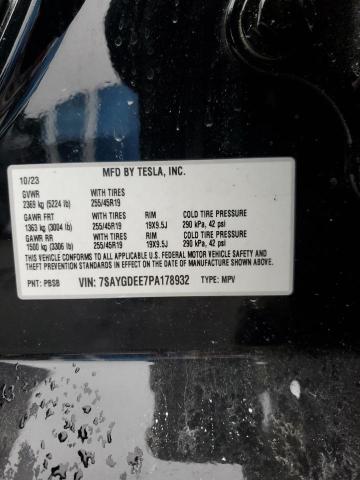 MFD BY TESLA, INC.
10/23
GVWR WITH TIRES
2369 kg (5224 lb) 255/45R19
GAWR FRT WITH TIRES RIM COLD TIRE PRESSURE
1363 kg (3004 lb) 255/45R19 19X9.5J 290 kPa, 42 psi
GAWR RR WITH TIRES RIM COLD TIRE PRESSURE
1500 kg (3306 lb) 255/45R19 19X9.5J 290 kPa, 42 psi
THIS VEHICLE CONFORMS TO ALL APPLICABLE U.S. FEDERAL MOTOR VEHICLE SAFETY
STANDARDS IN EFFECT ON THE DATE OF MANUFACTURE SHOWN ABOVE
PNT: PBSB VIN: 7SAYGDEE7PA178932 TYPE: MPV